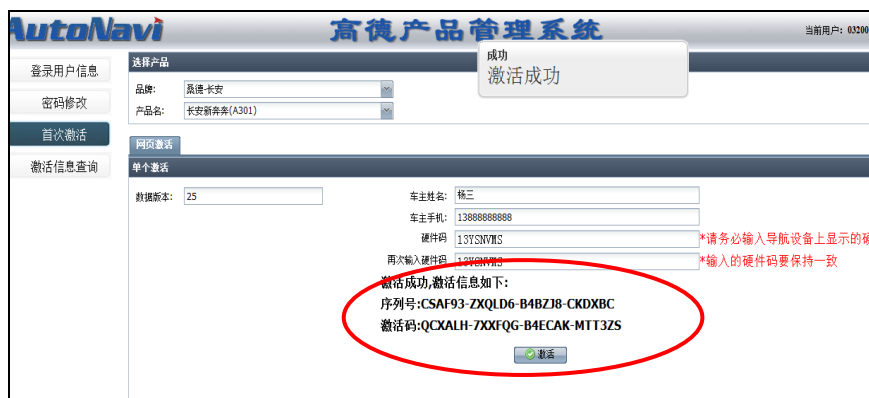 AutoNavi
高德产品管理系统
当前用户: 03200
成功
激活成功
登录用户信息
密码修改
首次激活
激活信息查询
选择产品
品牌: 桑德-长安
产品名: 长安新奔奔(A301)
网页激活
单个激活
数据版本: 25
车主姓名: 杨三
车主手机: 13888888888
硬件码 13YSNVMS *请务必输入导航设备上显示的硬
再次输入硬件码 13YSNVMS *输入的硬件码要保持一致
激活成功,激活信息如下:
序列号:CSAF93-ZXQLD6-B4BZJ8-CKDXBC
激活码:QCXALH-7XXFQG-B4ECAK-MTT3ZS
激活